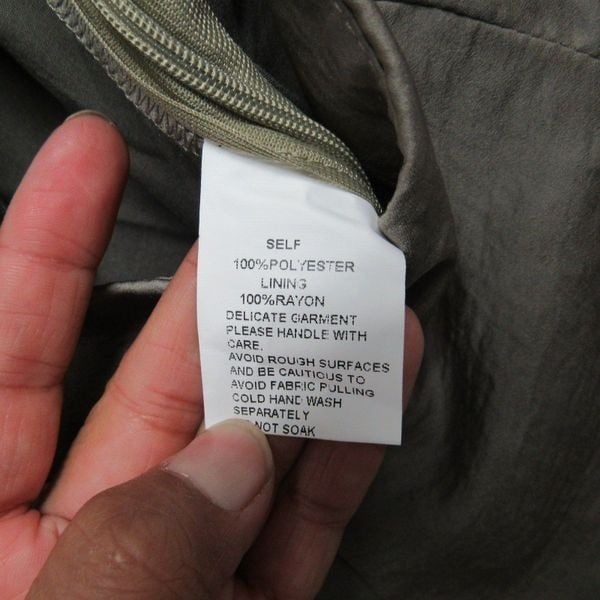 SELF
100%POLYESTER
LINING
100%RAYON
DELICATE GARMENT
PLEASE HANDLE WITH
CARE.
AVOID ROUGH SURFACES
AND BE CAUTIOUS TO
AVOID FABRIC PULLING
COLD HAND WASH
SEPARATELY
NOT SOAK